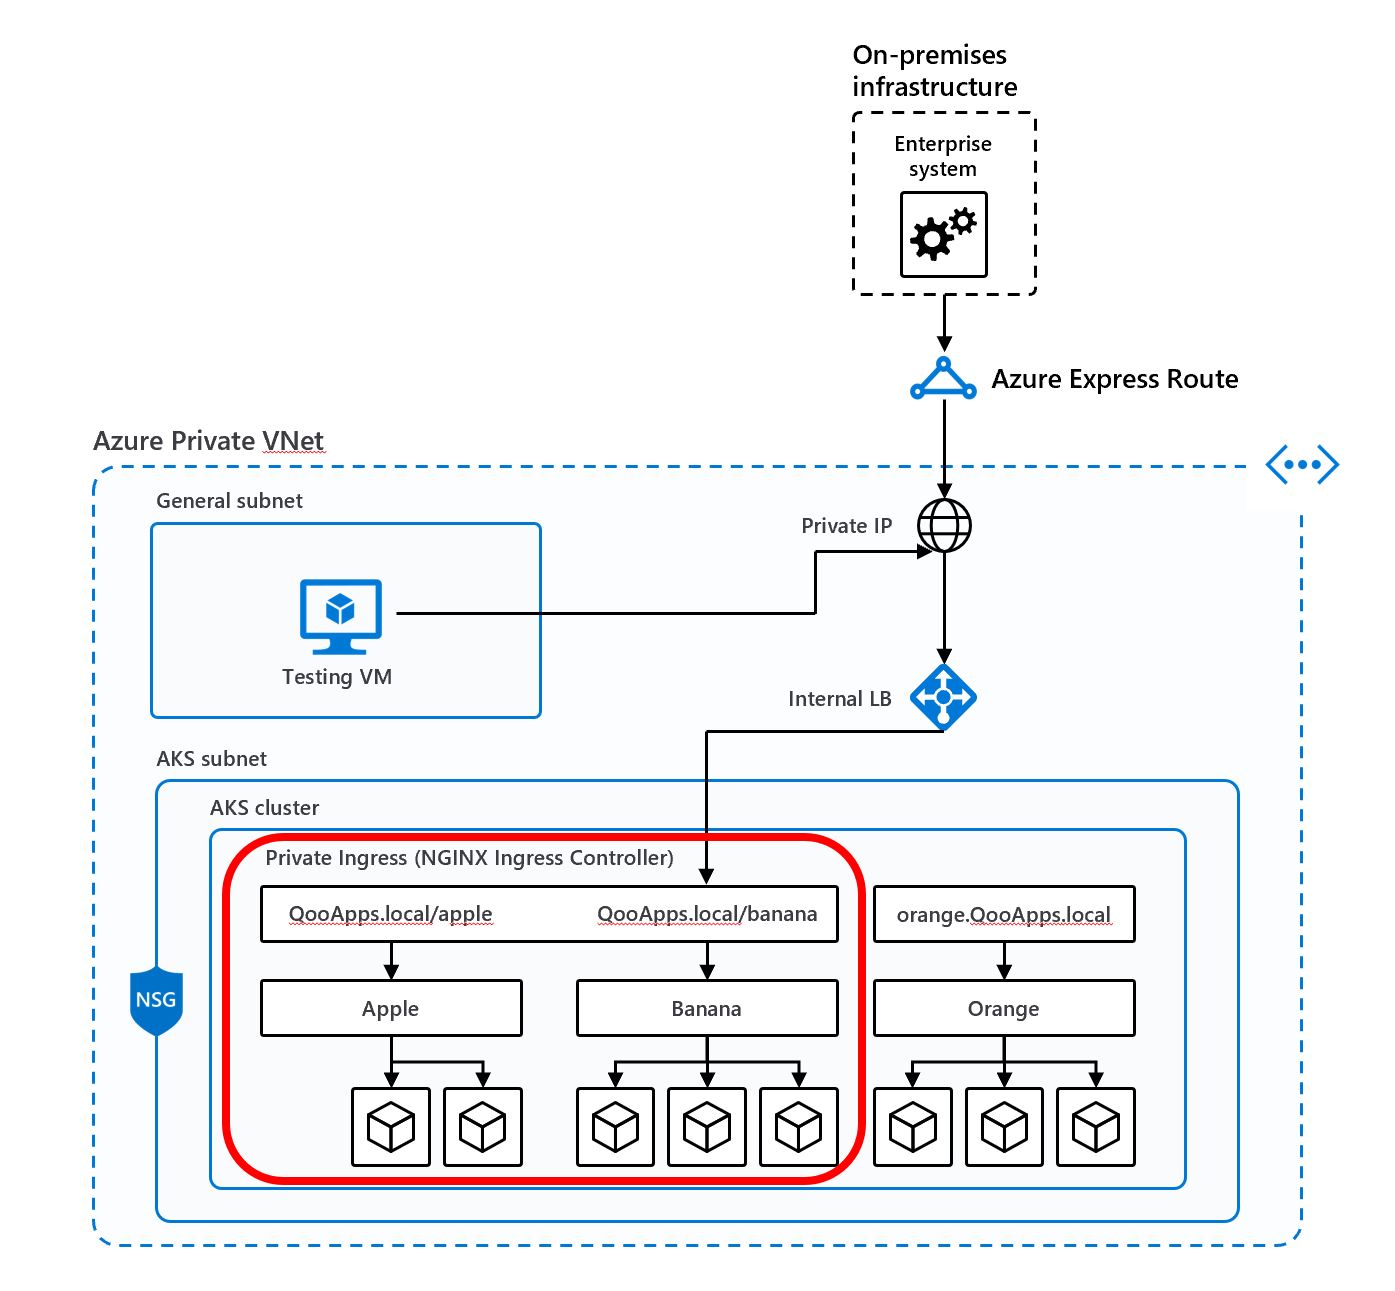 On-premises
infrastructure
Enterprise
system
Azure Express Route
Azure Private VNet
General subnet
Private IP
Testing VM
Internal LB
AKS subnet
AKS cluster
Private Ingress (NGINX Ingress Controller)
QooApps.local/apple
QooApps.local/banana
orange.QooApps.local
NSG
Apple
Banana
Orange